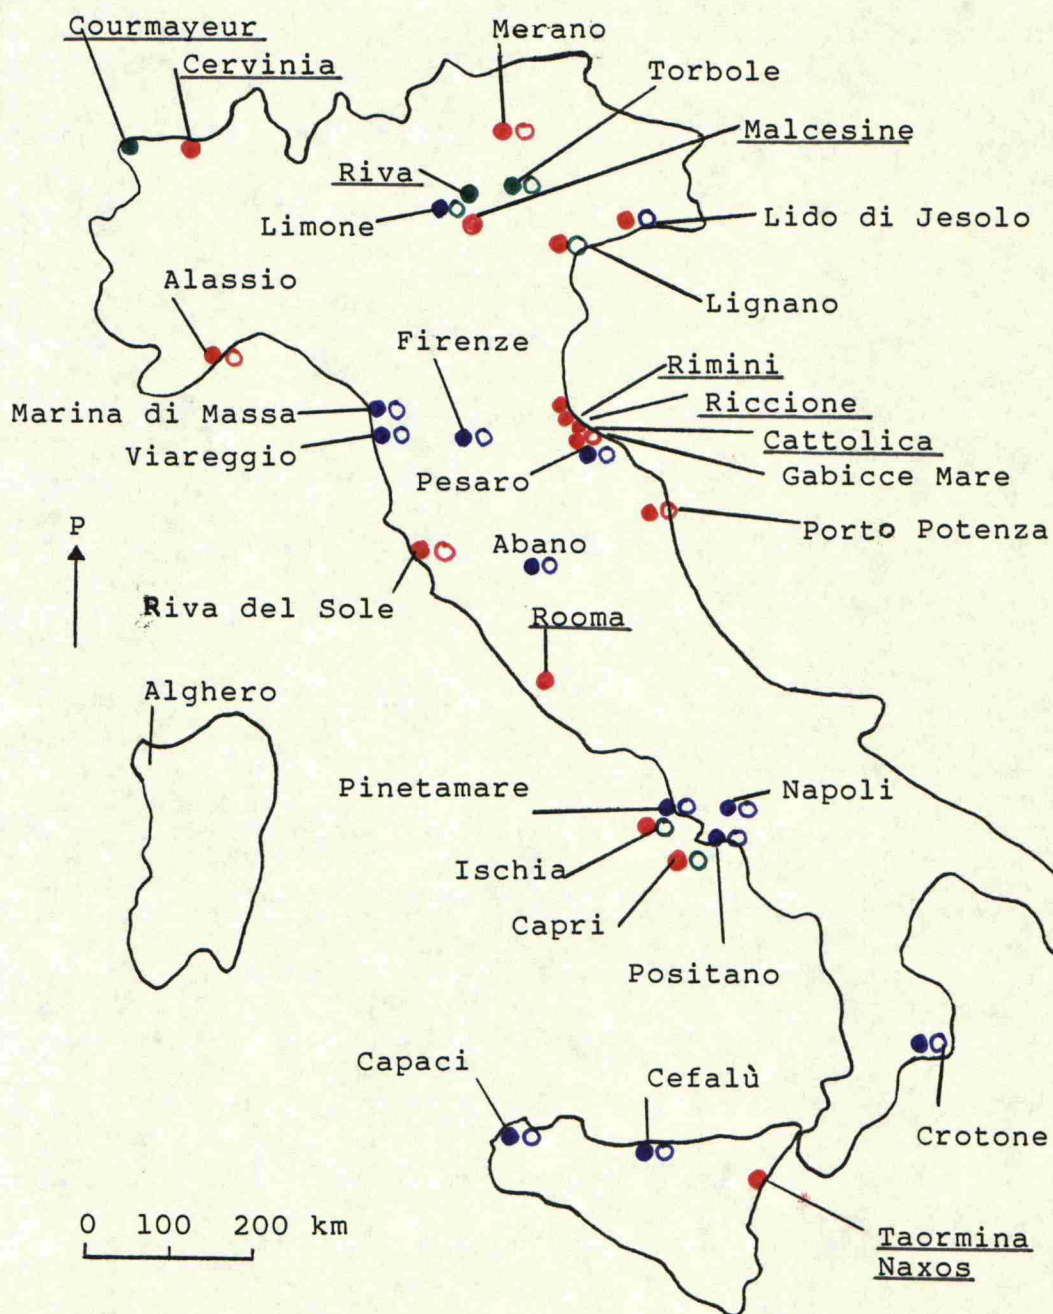 Courmayeur
Merano
Cervinia
Torbole
Malcesine
Riva
Limone
Lido di Jesolo
Alassio
Lignano
Firenze
Rimini
Marina di Massa
Riccione
Viareggio
Cattolica
Pesaro
Gabicce Mare
P
Porto Potenza
Abano
Riva del Sole
Rooma
Alghero
Pinetamare
Napoli
Ischia
Capri
Positano
Capaci
Cefalù
Crotone
0 100 200 km
Taormina
Naxos